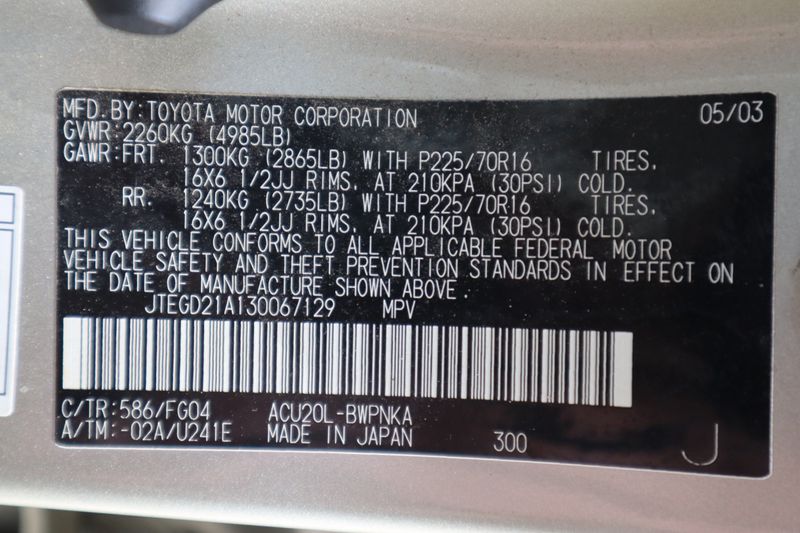 MFD. BY: TOYOTA MOTOR CORPORATION 05/03
GVWR: 2260KG (4985LB)
GAWR: FRT. 1300KG (2865LB) WITH P225/70R16 TIRES,
16X6 1/2JJ RIMS, AT 210KPA (30PSI) COLD.
RR. 1240KG (2735LB) WITH P225/70R16 TIRES,
16X6 1/2JJ RIMS, AT 210KPA (30PSI) COLD.
THIS VEHICLE CONFORMS TO ALL APPLICABLE FEDERAL MOTOR
VEHICLE SAFETY AND THEFT PREVENTION STANDARDS IN EFFECT ON
THE DATE OF MANUFACTURE SHOWN ABOVE.
JTEGD21A130067129 MPV
C/TR: 586/FG04 ACU20L-BWPNKA
A/TM: -02A/U241E MADE IN JAPAN 300 J